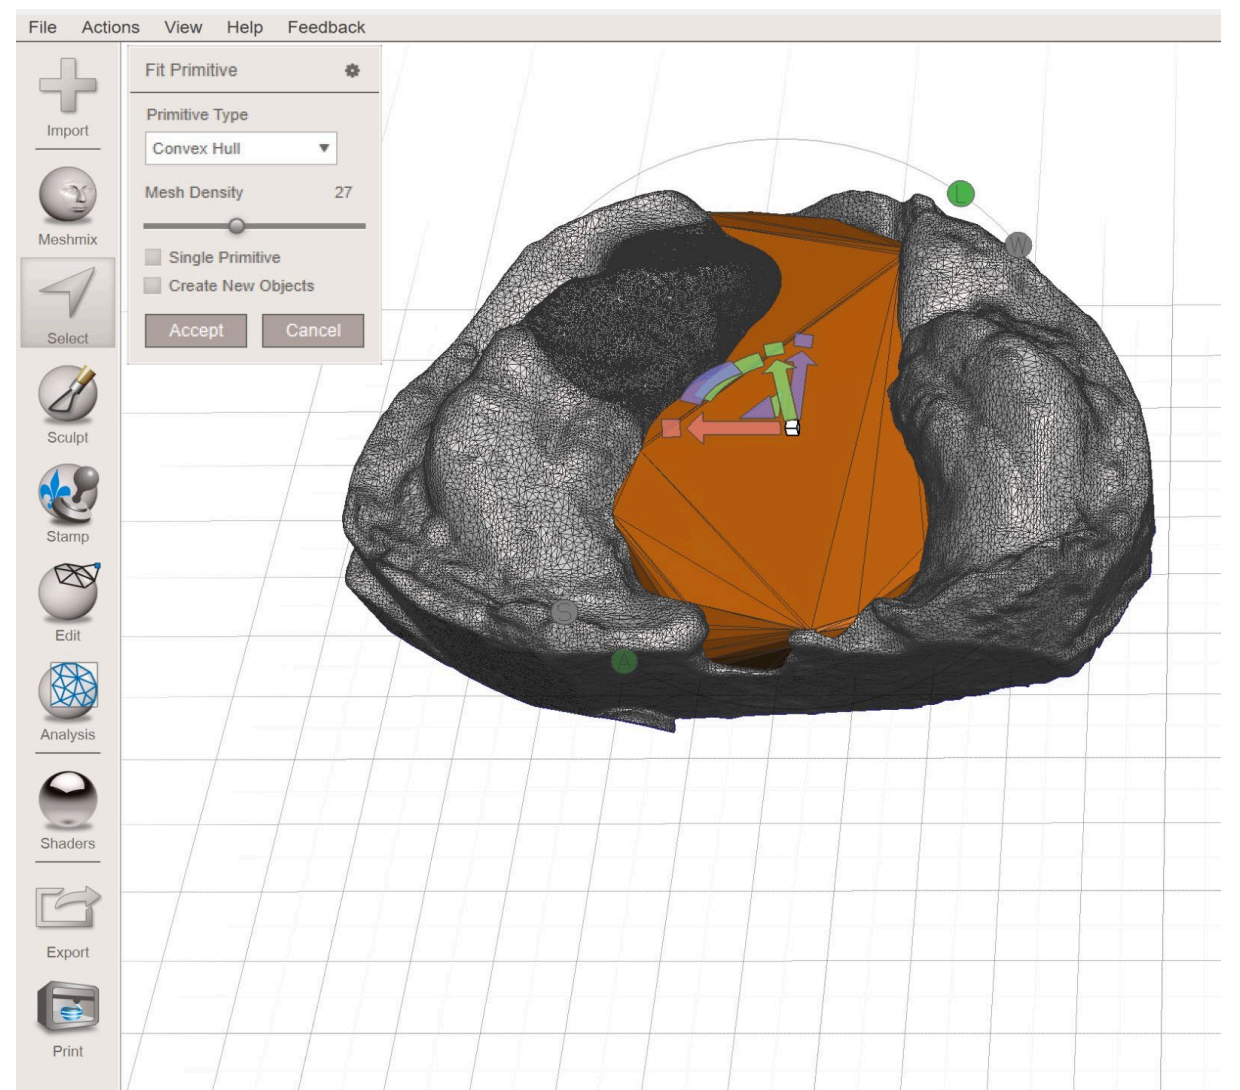 File Actions View Help Feedback
Import
Meshmix
Select
Sculpt
Stamp
Edit
Analysis
Shaders
Export
Print
Fit Primitive
Primitive Type
Convex Hull
Mesh Density 27
Single Primitive
Create New Objects
Accept Cancel
L
W
S
A